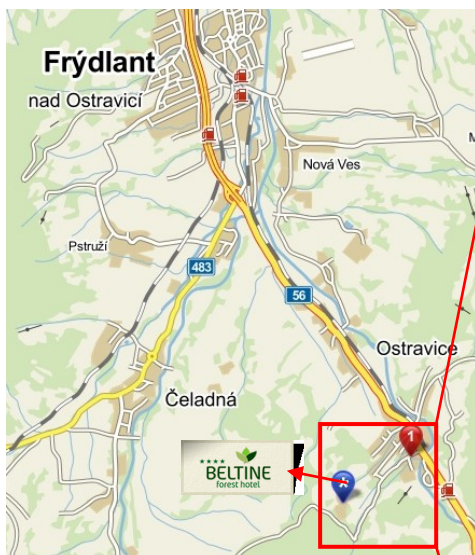 Frýdlant
nad Ostravicí
Nová Ves
Pstruží
483
56
Ostravice
Čeladná
1
★★★★
BELTINE
forest hotel